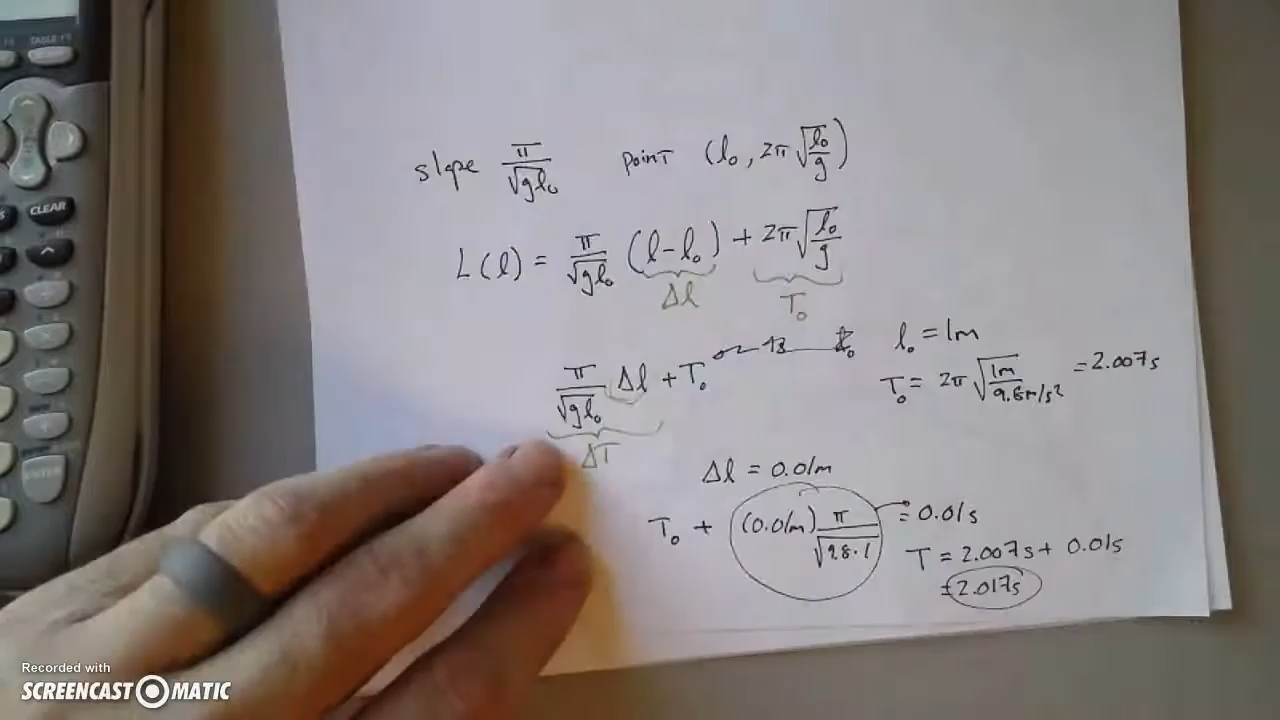 TABLE F5
CLEAR
ENTER
slope π/√gl₀ point (l₀, 2π√l₀/g)
L(l) = π/√gl₀ (l-l₀) + 2π√l₀/g
Δl T₀
π/√gl₀ Δl + T₀
l₀ = 1m
T₀ = 2π√1m/9.8m/s² = 2.007s
ΔT
Δl = 0.01m
T₀ + (0.01m) π/√9.8·1 = 0.01s
T = 2.007s + 0.01s
= 2.017s
Recorded with
SCREENCAST-O-MATIC